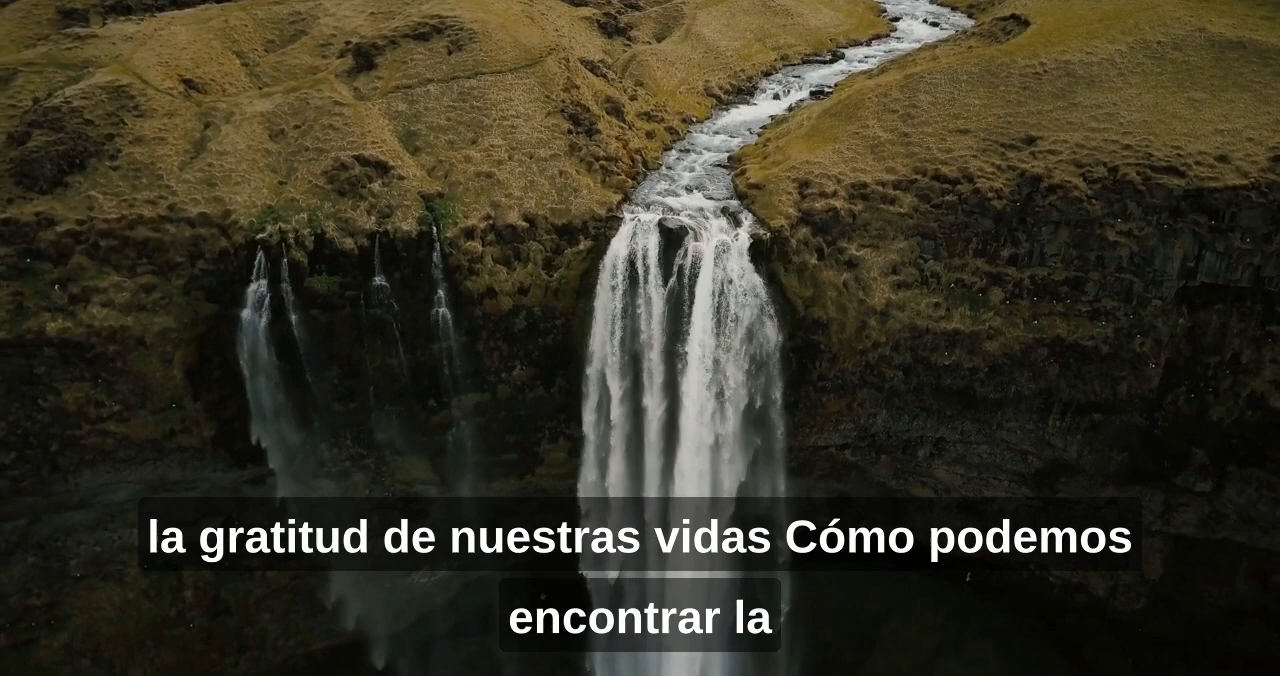 la gratitud de nuestras vidas Cómo podemos
encontrar la